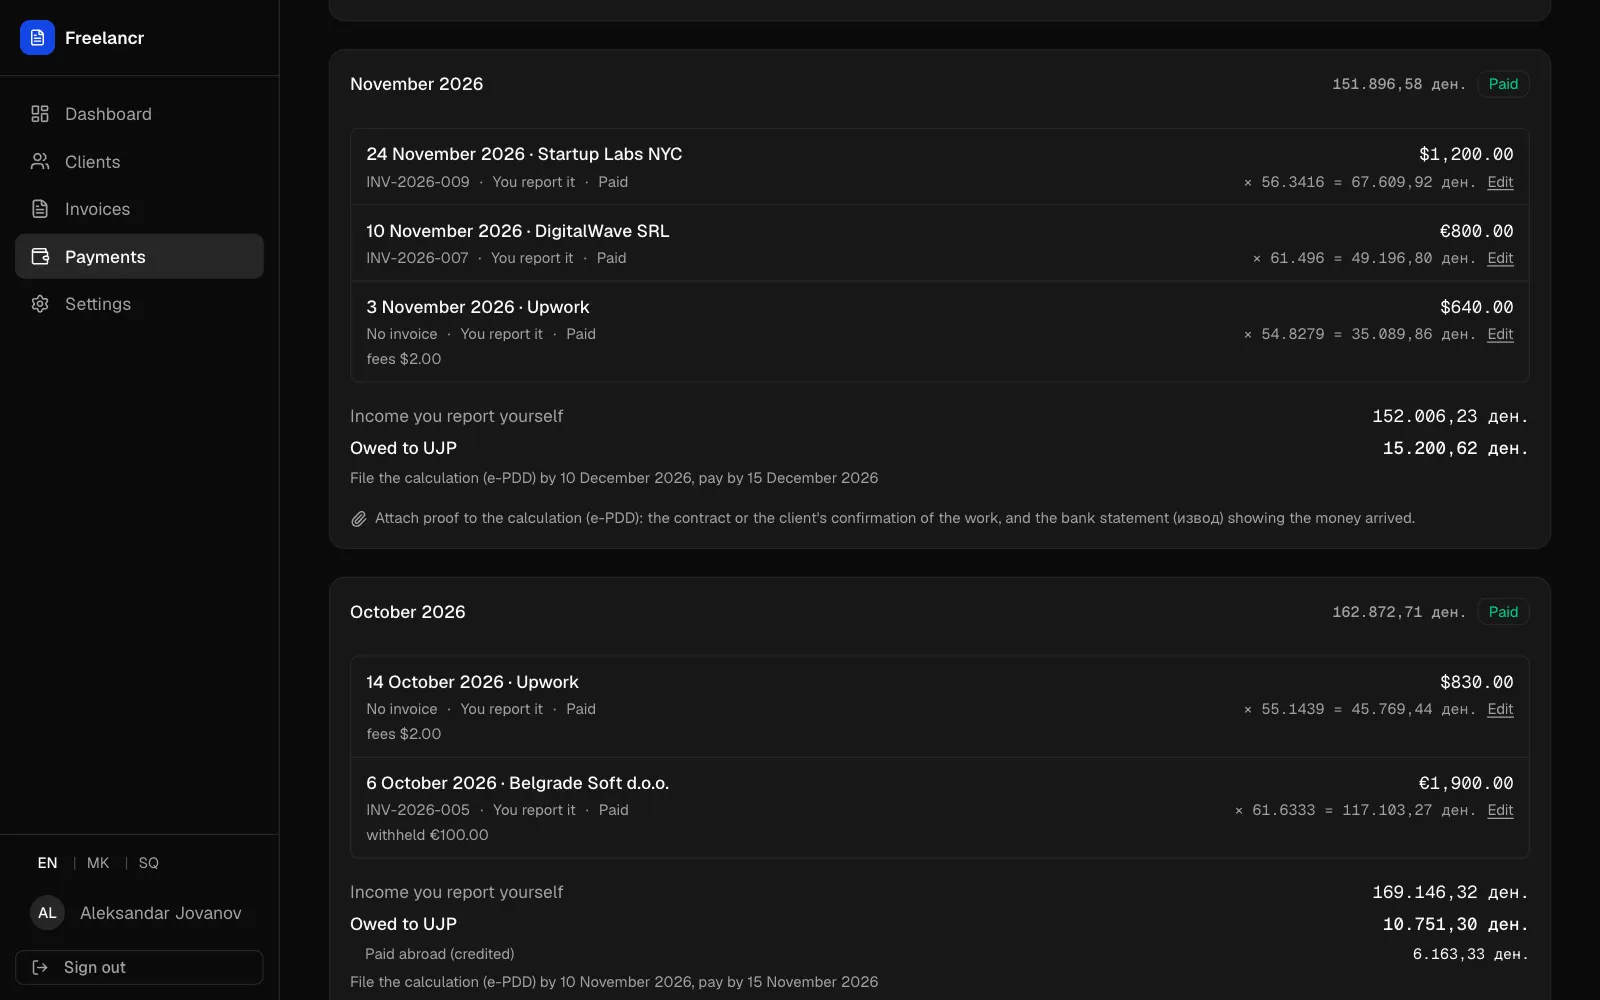 Freelancr
Dashboard
Clients
Invoices
Payments
Settings
EN | MK | SQ
AL Aleksandar Jovanov
Sign out
November 2026 151.896,58 ден. Paid
24 November 2026 · Startup Labs NYC $1,200.00
INV-2026-009 · You report it · Paid × 56.3416 = 67.609,92 ден. Edit
10 November 2026 · DigitalWave SRL €800.00
INV-2026-007 · You report it · Paid × 61.496 = 49.196,80 ден. Edit
3 November 2026 · Upwork $640.00
No invoice · You report it · Paid × 54.8279 = 35.089,86 ден. Edit
fees $2.00
Income you report yourself 152.006,23 ден.
Owed to UJP 15.200,62 ден.
File the calculation (e-PDD) by 10 December 2026, pay by 15 December 2026
Attach proof to the calculation (e-PDD): the contract or the client's confirmation of the work, and the bank statement (извод) showing the money arrived.
October 2026 162.872,71 ден. Paid
14 October 2026 · Upwork $830.00
No invoice · You report it · Paid × 55.1439 = 45.769,44 ден. Edit
fees $2.00
6 October 2026 · Belgrade Soft d.o.o. €1,900.00
INV-2026-005 · You report it · Paid × 61.6333 = 117.103,27 ден. Edit
withheld €100.00
Income you report yourself 169.146,32 ден.
Owed to UJP 10.751,30 ден.
Paid abroad (credited) 6.163,33 ден.
File the calculation (e-PDD) by 10 November 2026, pay by 15 November 2026